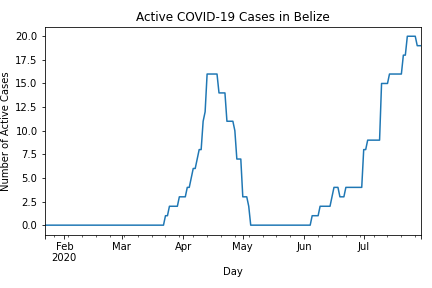 Active COVID-19 Cases in Belize
Number of Active Cases
20.0
17.5
15.0
12.5
10.0
7.5
5.0
2.5
0.0
Feb Mar Apr May Jun Jul
2020
Day